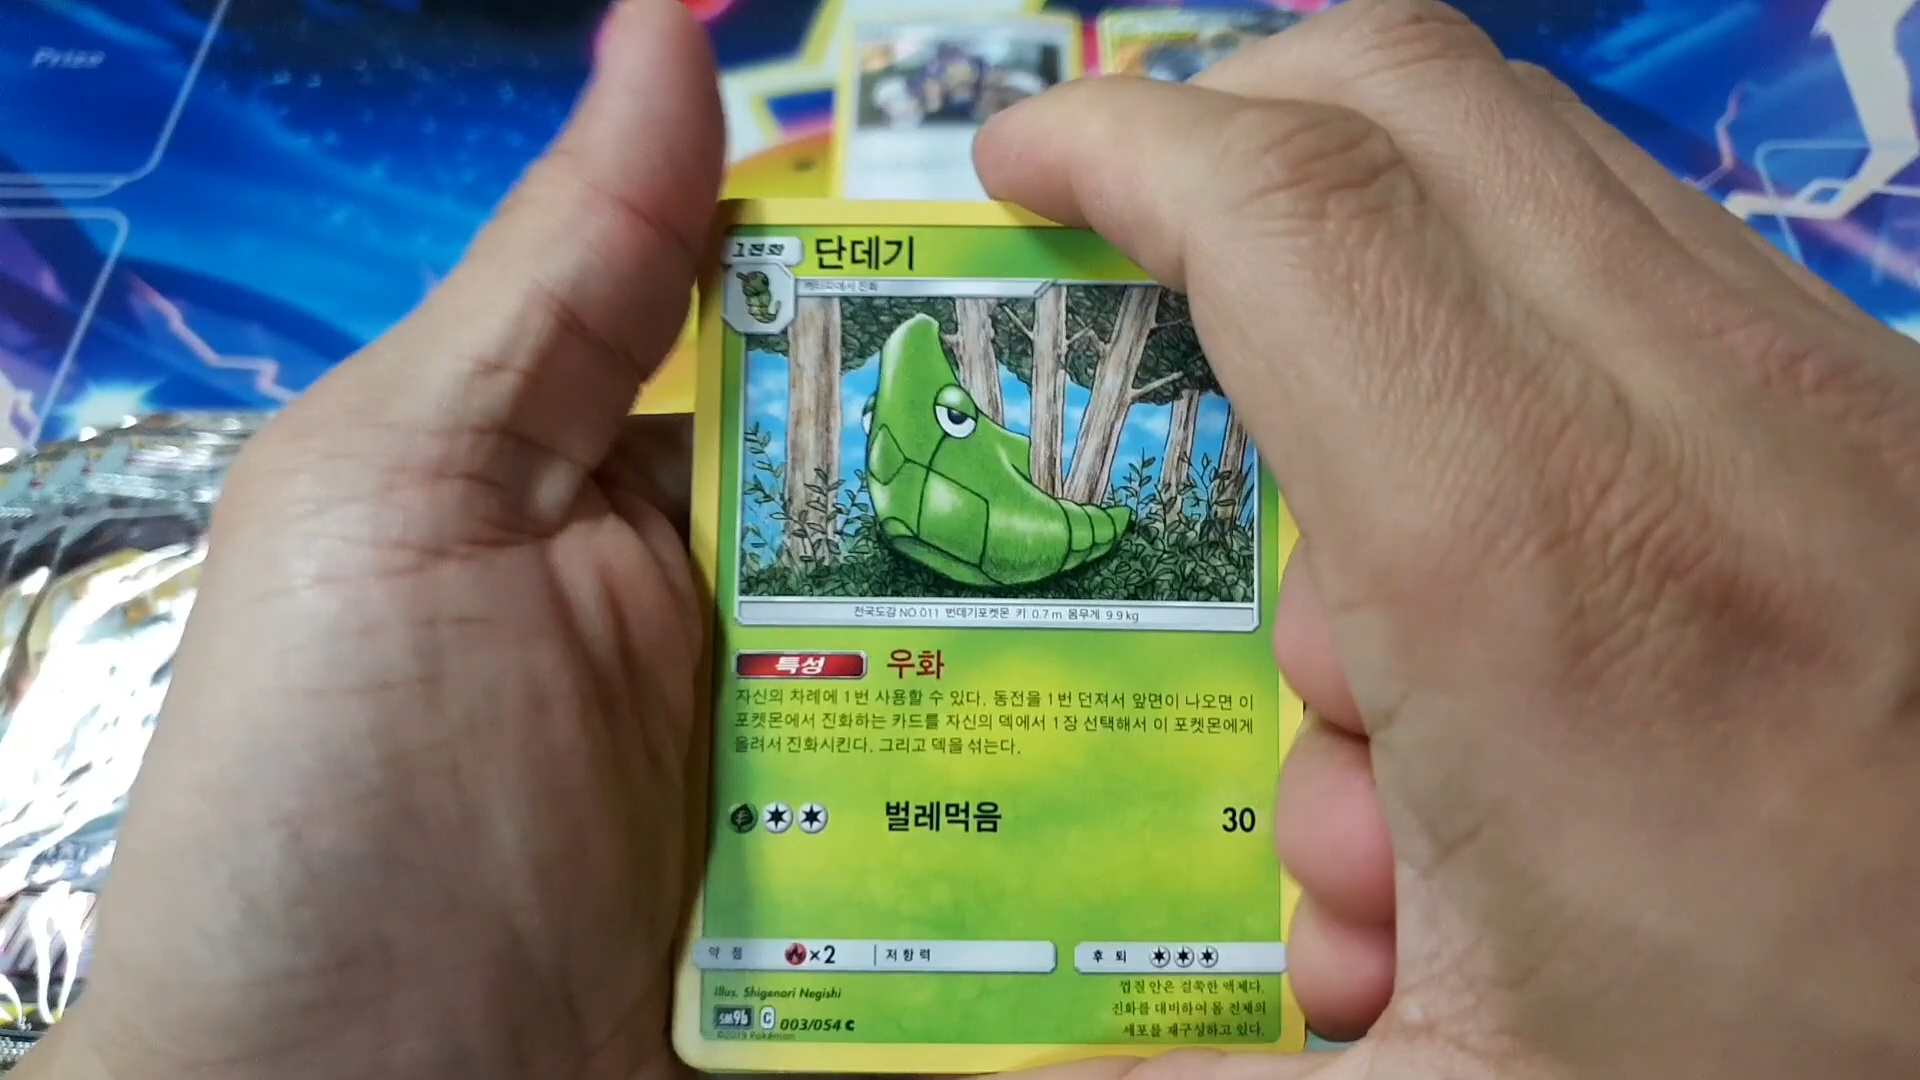 Prize
1진화 단데기
캐터피에서 진화
전국도감 NO.011 번데기포켓몬 키: 0.7 m 몸무게: 9.9 kg
특성 우화
자신의 차례에 1번 사용할 수 있다. 동전을 1번 던져서 앞면이 나오면 이
포켓몬에서 진화하는 카드를 자신의 덱에서 1장 선택해서 이 포켓몬에게
올려서 진화시킨다. 그리고 덱을 섞는다.
벌레먹음 30
약점 ×2 저항력 후퇴
Illus. Shigenori Negishi
sm9b C 003/054 C
©2019 Pokémon
껍질 안은 걸쭉한 액체다.
진화를 대비하여 몸 전체의
세포를 재구성하고 있다.